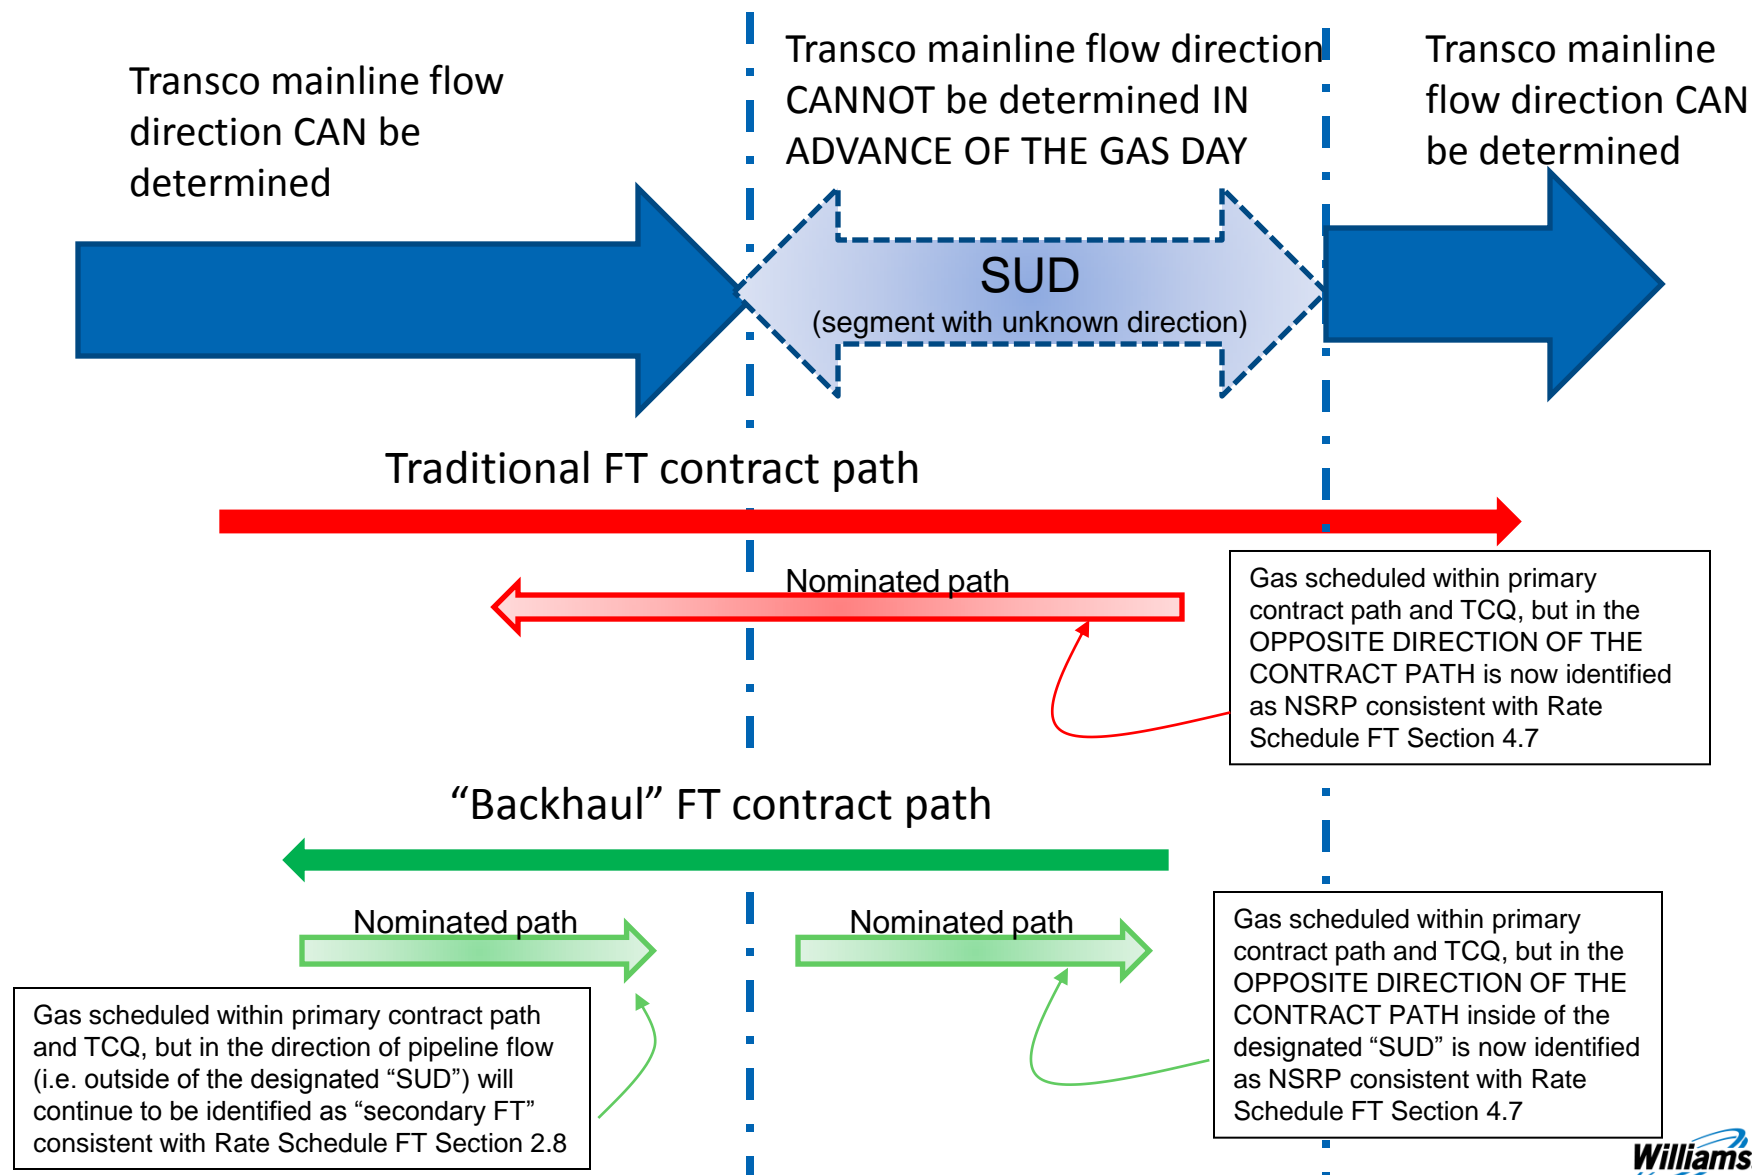 Transco mainline flow
direction CAN be
determined
Transco mainline flow direction
CANNOT be determined IN
ADVANCE OF THE GAS DAY
Transco mainline
flow direction CAN
be determined
SUD
(segment with unknown direction)
Traditional FT contract path
Nominated path
Gas scheduled within primary
contract path and TCQ, but in the
OPPOSITE DIRECTION OF THE
CONTRACT PATH is now identified
as NSRP consistent with Rate
Schedule FT Section 4.7
“Backhaul” FT contract path
Nominated path
Nominated path
Gas scheduled within primary contract path
and TCQ, but in the direction of pipeline flow
(i.e. outside of the designated “SUD”) will
continue to be identified as “secondary FT”
consistent with Rate Schedule FT Section 2.8
Gas scheduled within primary
contract path and TCQ, but in the
OPPOSITE DIRECTION OF THE
CONTRACT PATH inside of the
designated “SUD” is now identified
as NSRP consistent with Rate
Schedule FT Section 4.7
Williams